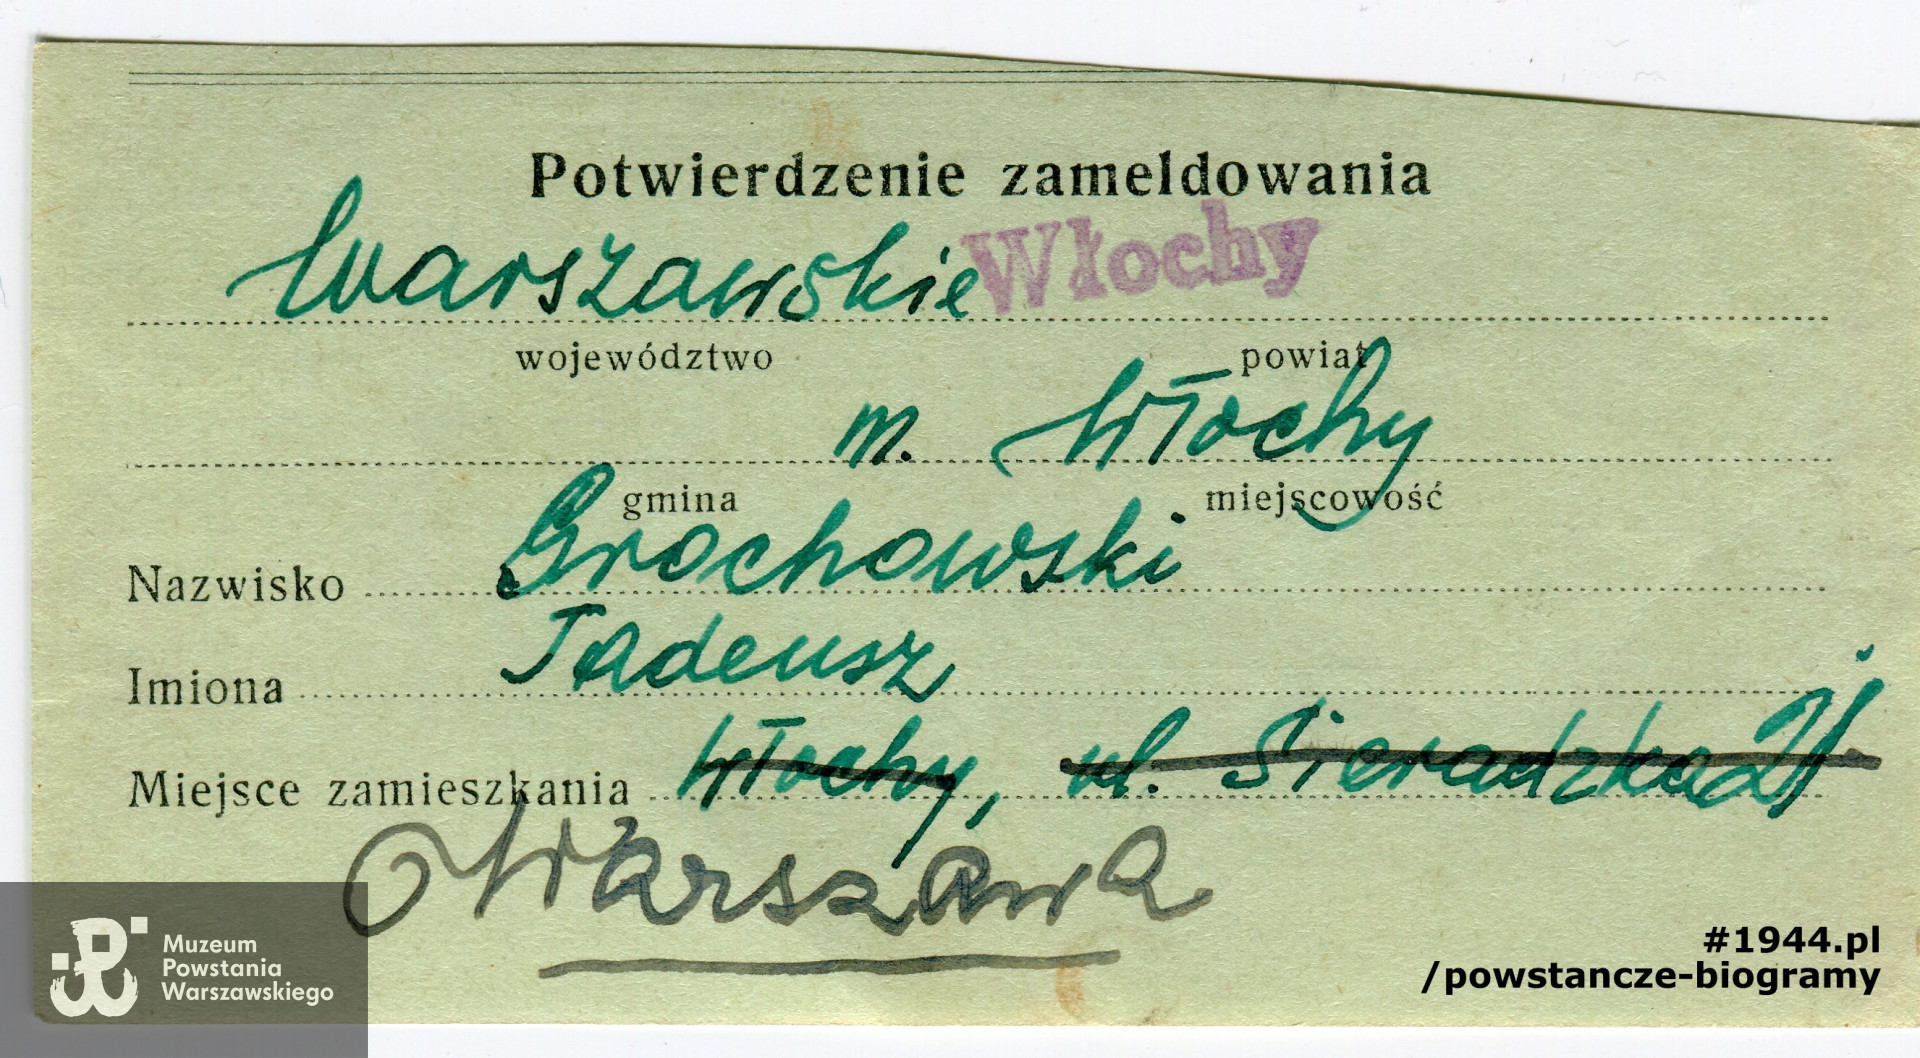 Potwierdzenie zameldowania
Warszawskie Włochy
województwo powiat
m. Włochy
gmina miejscowość
Nazwisko Grochowski
Imiona Tadeusz
Miejsce zamieszkania Włochy, ul. Sieradzka
Warszawa
Muzeum
Powstania
Warszawskiego
#1944.pl
/powstancze-biogramy